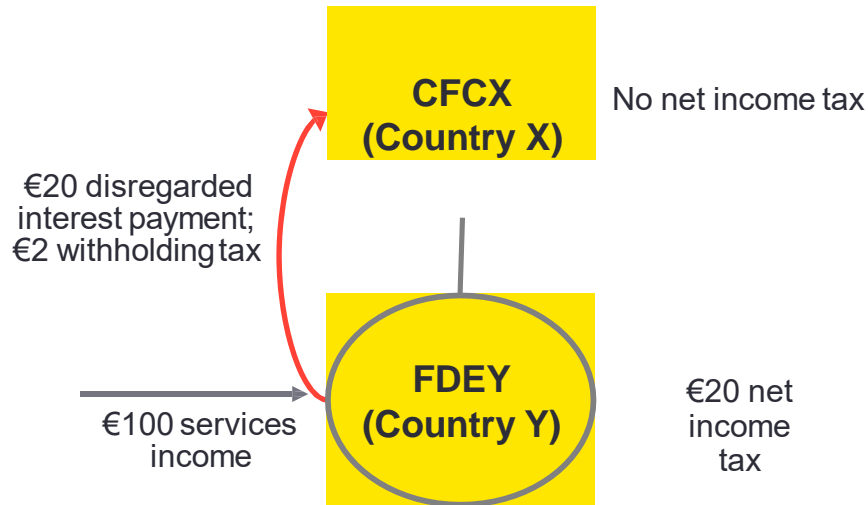 CFCX
(Country X)
No net income tax
€20 disregarded
interest payment;
€2 withholding tax
FDEY
(Country Y)
€100 services
income
€20 net
income
tax